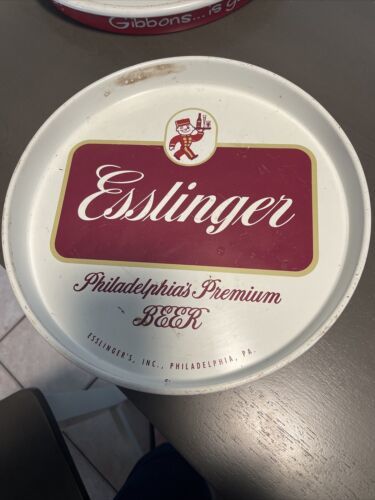 Gibbons... is g
Esslinger
Philadelphia's Premium
BEER
ESSLINGER'S, INC., PHILADELPHIA, PA.